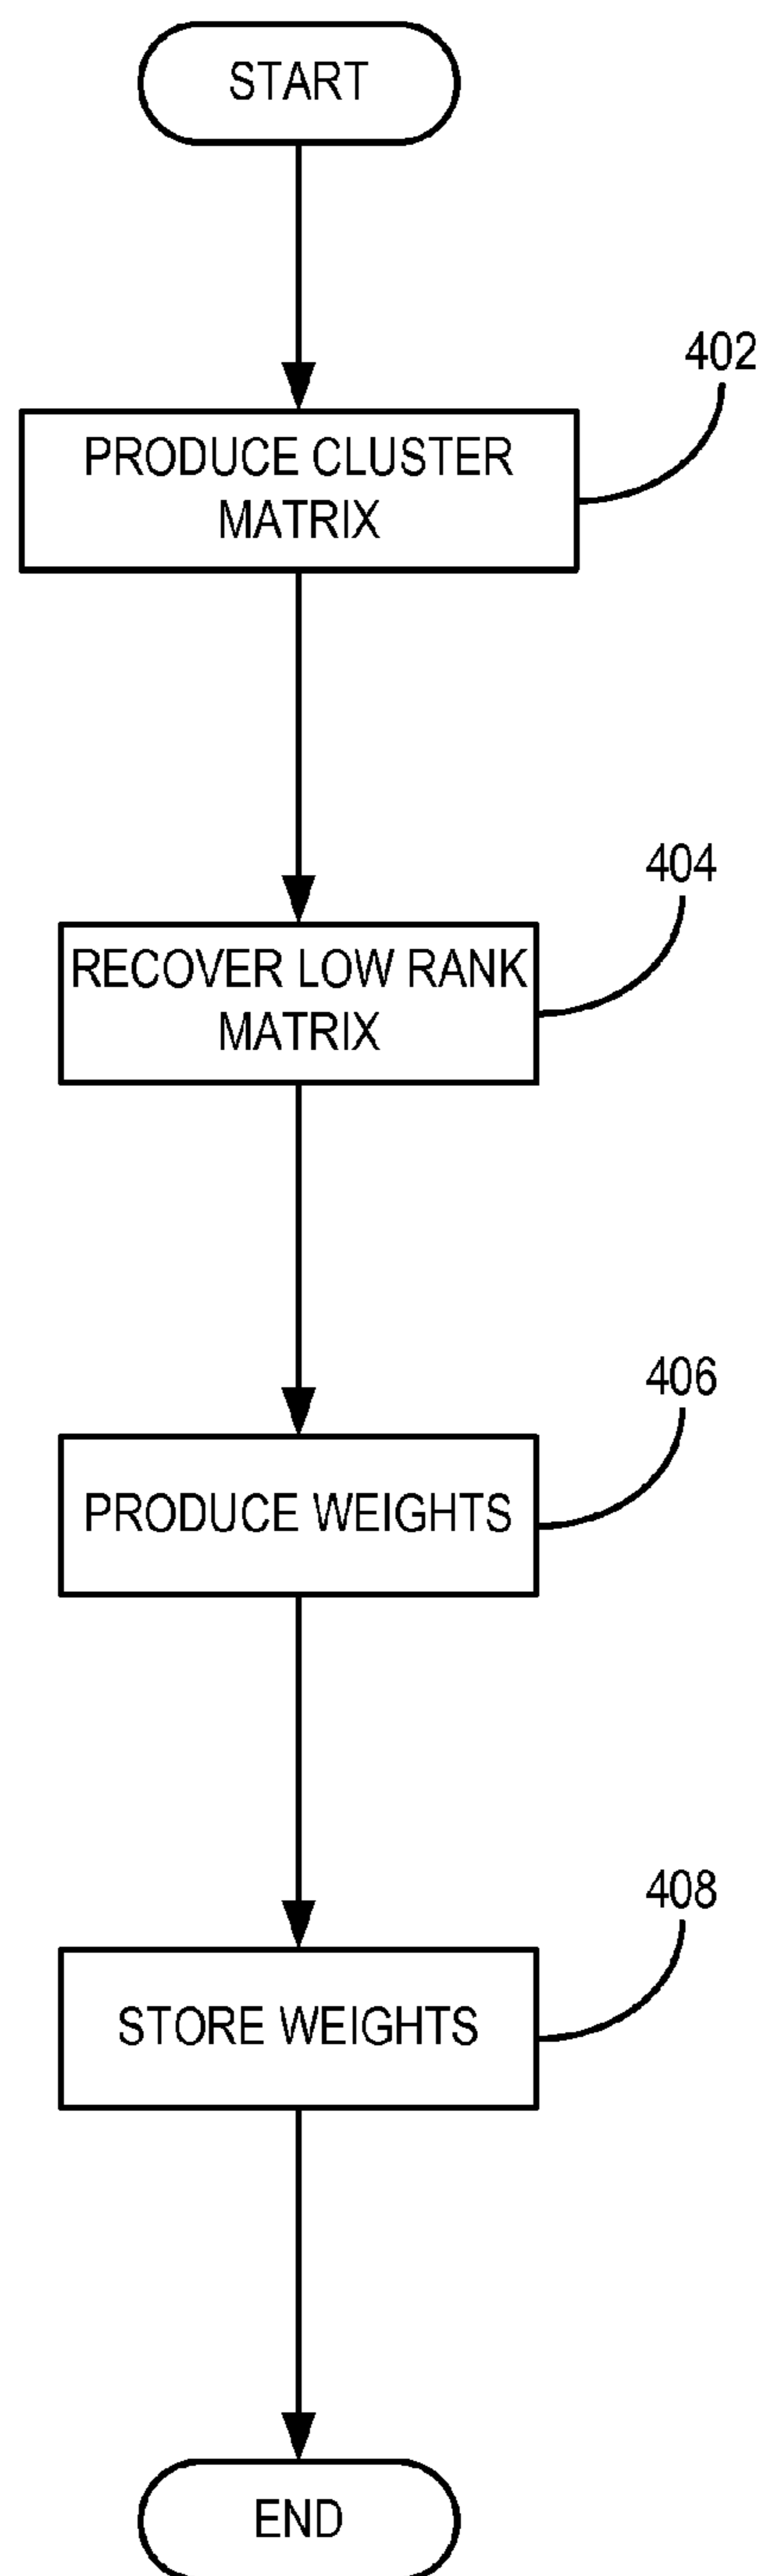 START
402
PRODUCE CLUSTER
MATRIX
404
RECOVER LOW RANK
MATRIX
406
PRODUCE WEIGHTS
408
STORE WEIGHTS
END